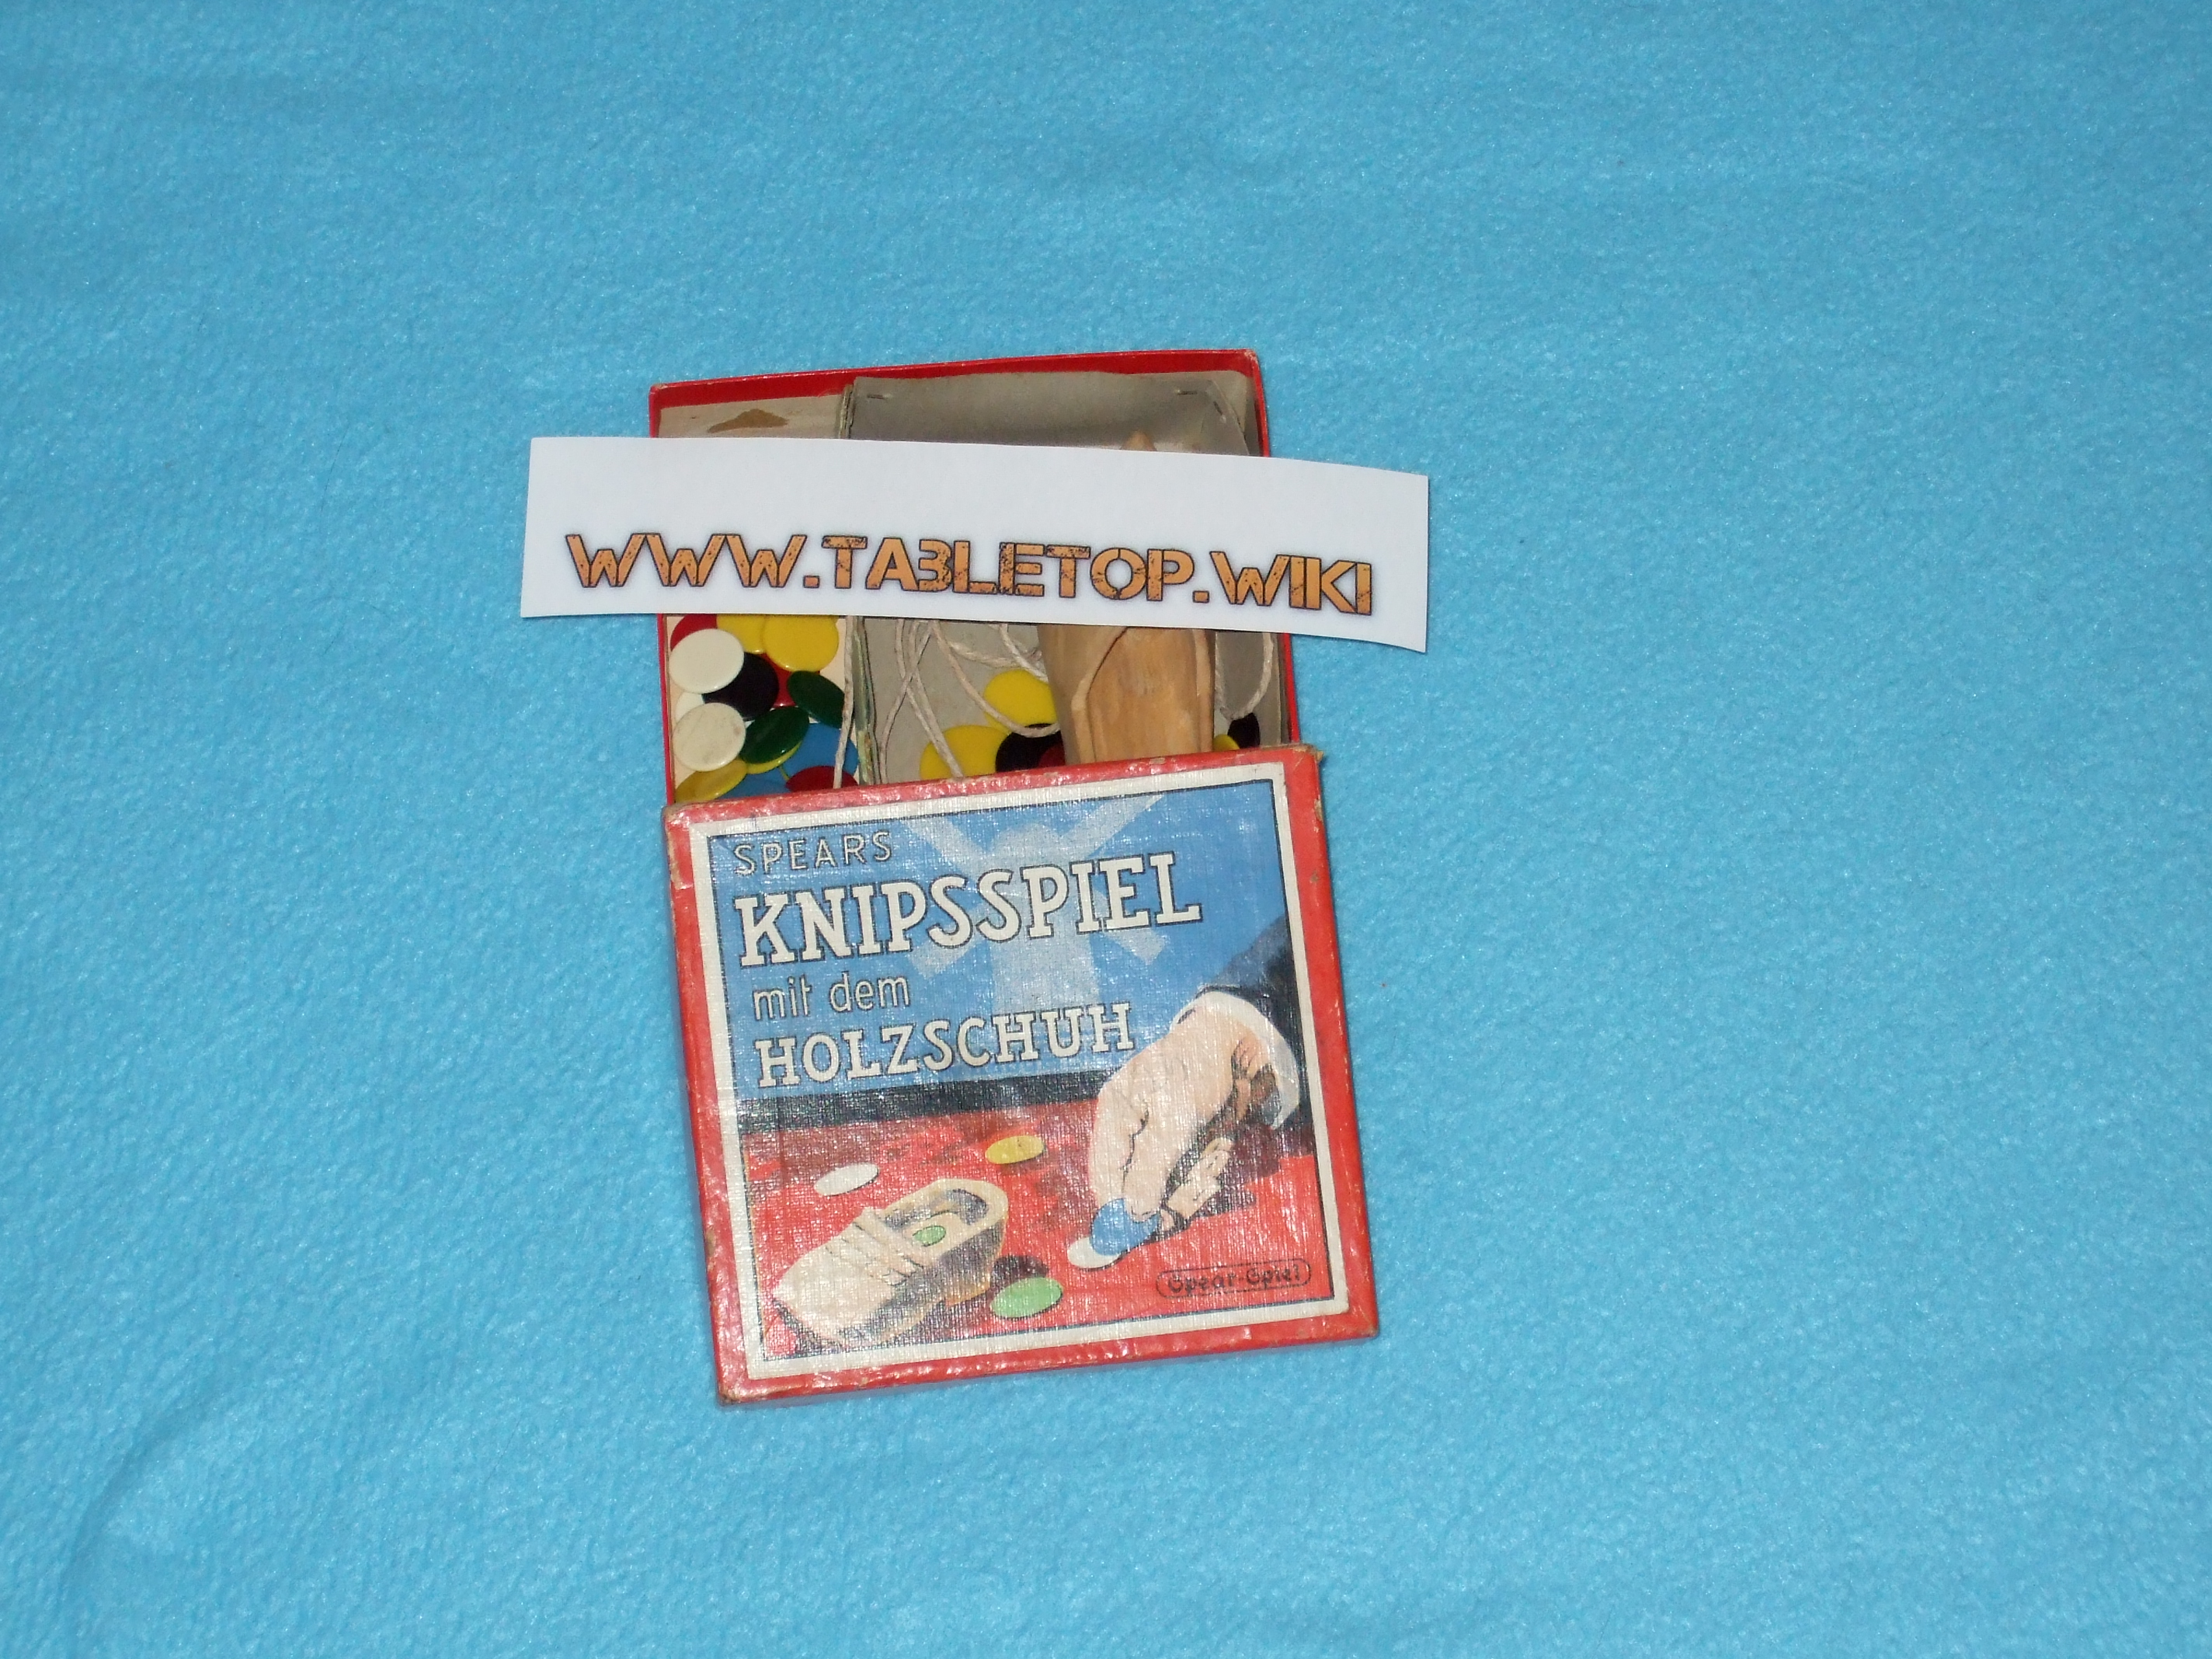 WWW.TABLETOP.WIKI
SPEARS
KNIPSSPIEL
mit dem
HOLZSCHUH
Spear-Spiel